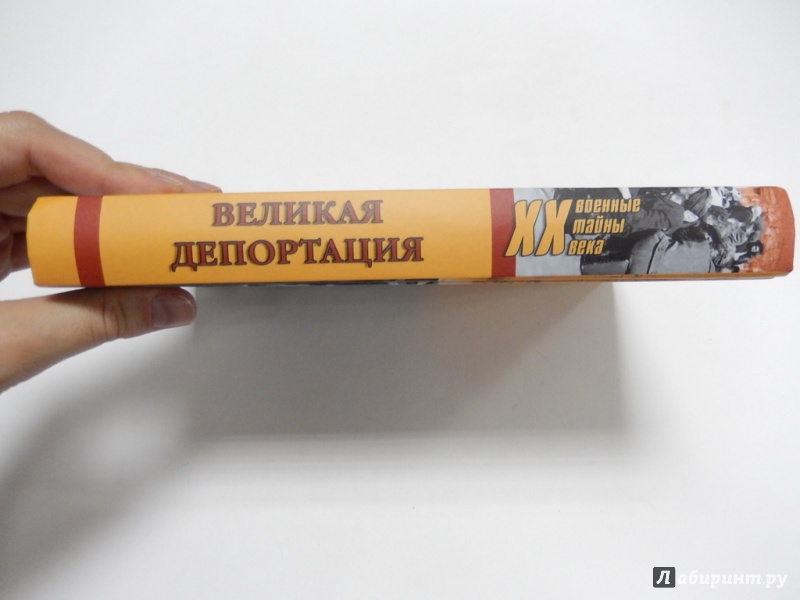 ВЕЛИКАЯ
ДЕПОРТАЦИЯ
XX
военные
тайны
века
Лабиринт.ру